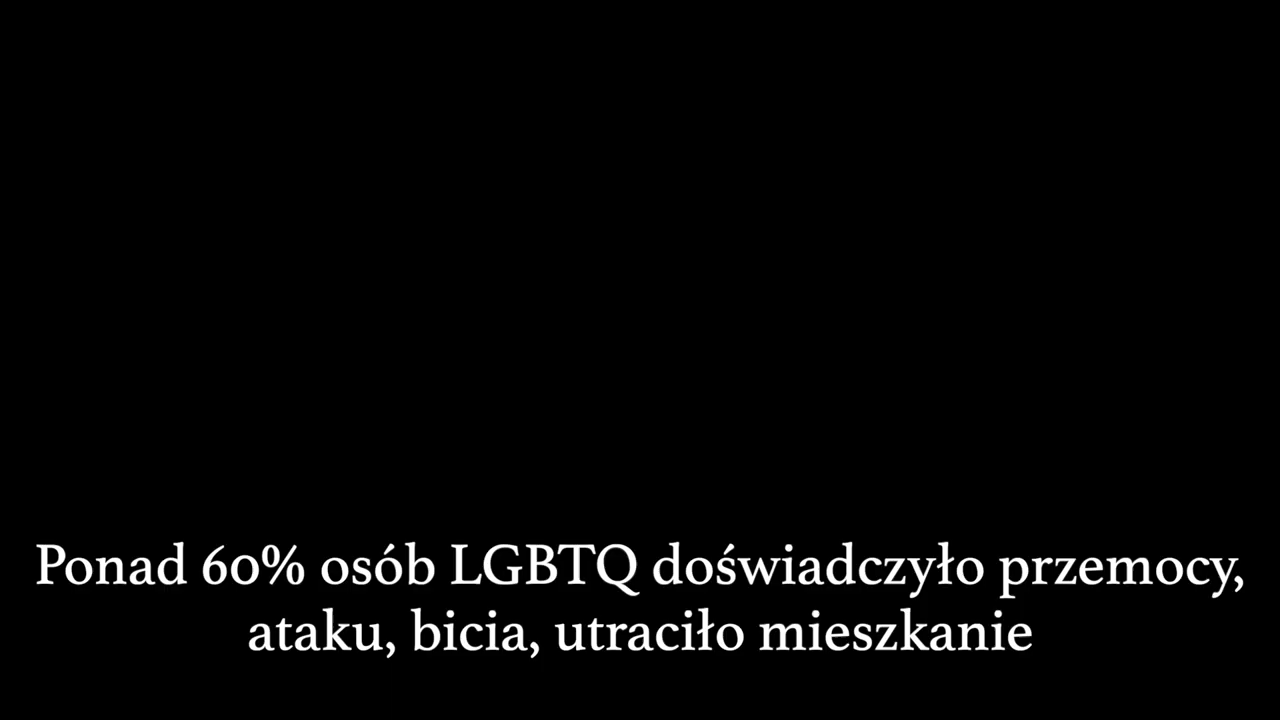 Ponad 60% osób LGBTQ doświadczyło przemocy,
ataku, bicia, utraciło mieszkanie